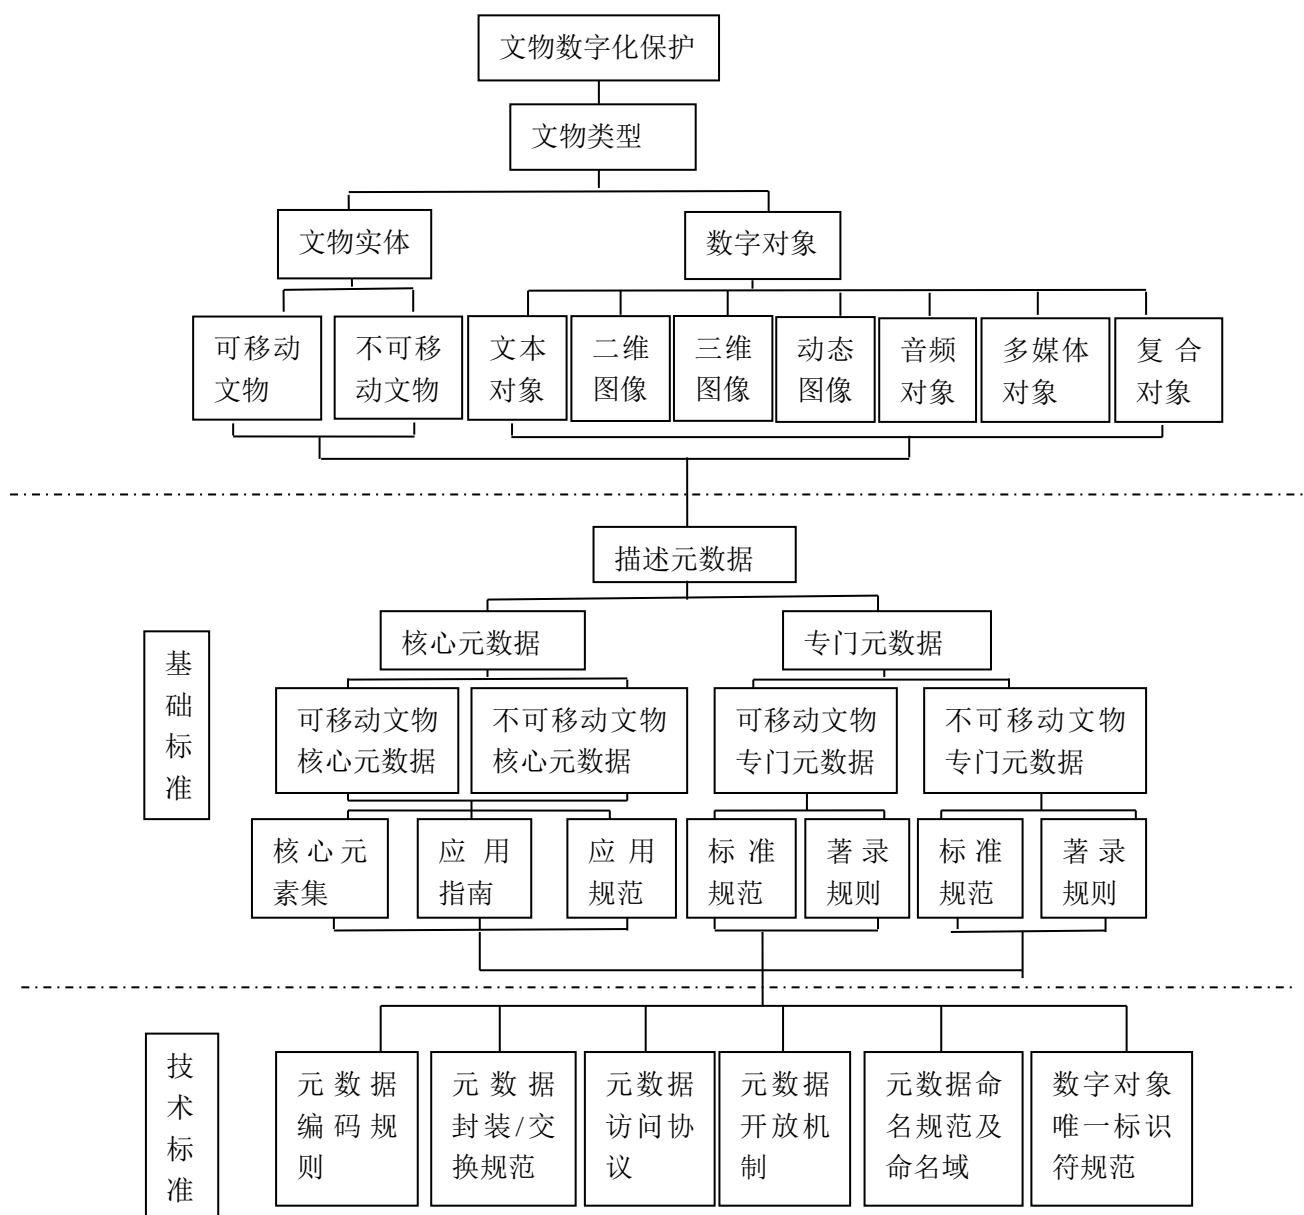 文物数字化保护
文物类型
文物实体
数字对象
可移动
文物
不可移
动文物
文本
对象
二维
图像
三维
图像
动态
图像
音频
对象
多媒体
对象
复合
对象
描述元数据
基
础
标
准
核心元数据
专门元数据
可移动文物
核心元数据
不可移动文物
核心元数据
可移动文物
专门元数据
不可移动文物
专门元数据
核心元
素集
应用
指南
应用
规范
标准
规范
著录
规则
标准
规范
著录
规则
技
术
标
准
元数据
编码规
则
元数据
封装/交
换规范
元数据
访问协
议
元数据
开放机
制
元数据命
名规范及
命名域
数字对象
唯一标识
符规范